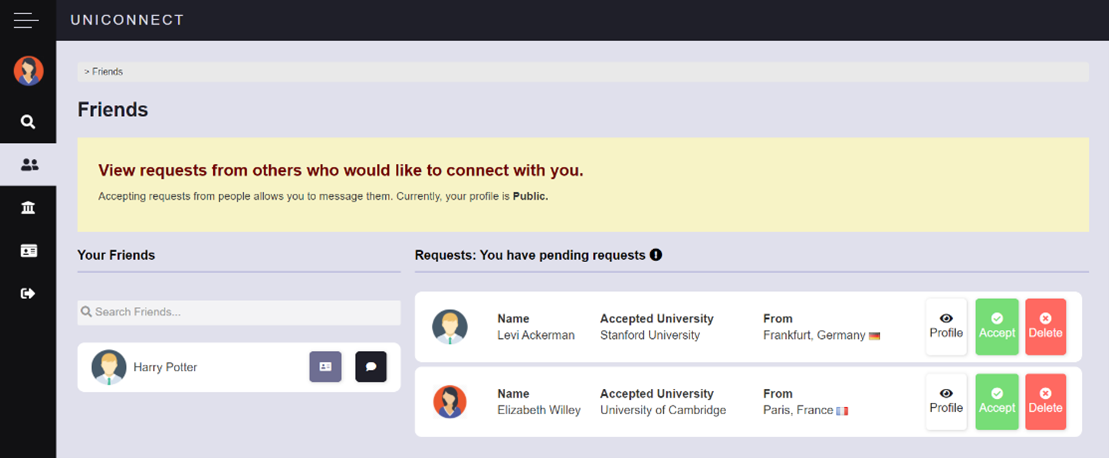 UNICONNECT
> Friends
Friends
View requests from others who would like to connect with you.
Accepting requests from people allows you to message them. Currently, your profile is Public.
Your Friends
Search Friends...
Harry Potter
Requests: You have pending requests
Name Accepted University From
Levi Ackerman Stanford University Frankfurt, Germany
Profile Accept Delete
Name Accepted University From
Elizabeth Willey University of Cambridge Paris, France
Profile Accept Delete